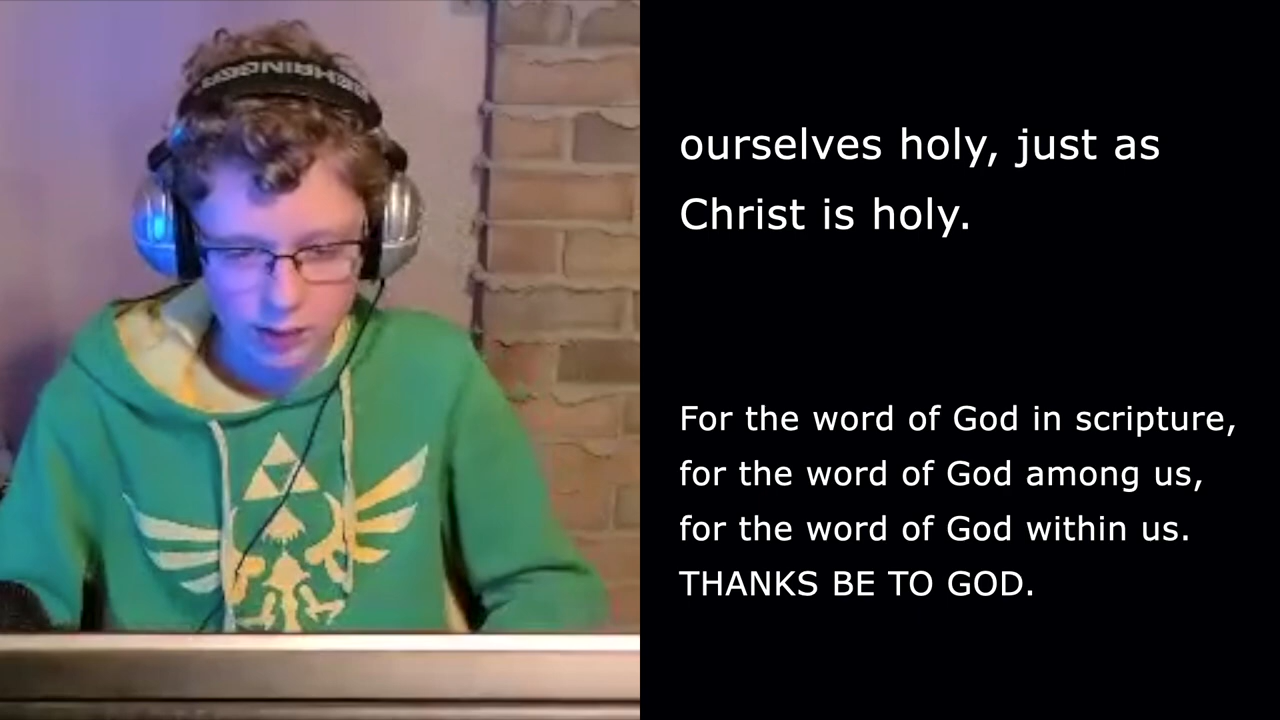 BEHRINGER
ourselves holy, just as
Christ is holy.
For the word of God in scripture,
for the word of God among us,
for the word of God within us.
THANKS BE TO GOD.